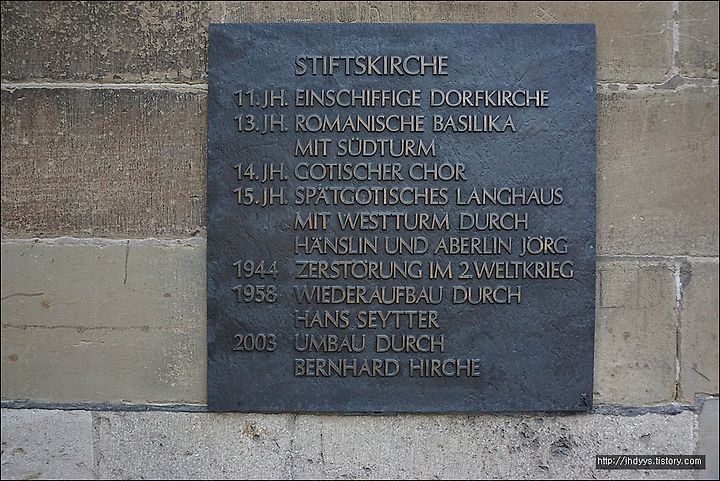 STIFTSKIRCHE
11. JH. EINSCHIFFIGE DORFKIRCHE
13. JH. ROMANISCHE BASILIKA
MIT SÜDTURM
14. JH. GOTISCHER CHOR
15. JH. SPÄTGOTISCHES LANGHAUS
MIT WESTTURM DURCH
HÄNSLIN UND ABERLIN JÖRG
1944 ZERSTÖRUNG IM 2. WELTKRIEG
1958 WIEDERAUFBAU DURCH
HANS SEYTTER
2003 UMBAU DURCH
BERNHARD HIRCHE
http://jhdyys.tistory.com